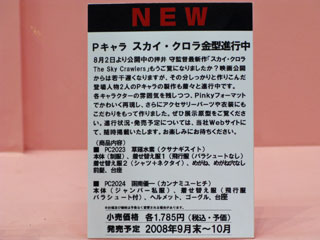 NEW
Pキャラ スカイ・クロラ金型進行中
8月2日より公開中の押井 守監督最新作「スカイ・クロラ
The Sky Crawlers」もうご覧になりましたか？映画公開
からは若干遅くなりますが、その分しっかりと作りこんだ
登場人物2人のPキャラの製作も着々と進行中です。
各キャラクターの雰囲気を残しつつ、Pinkyフォーマット
でかわいく再現し、さらにアクセサリーパーツや衣装にも
こだわりをもって作りました。ぜひ展示原型をご覧くださ
い。進行状況・発売予定については、当社Webサイトに
て、随時掲載いたします。お楽しみにお待ちください。
■商品内容
■ PC2023 草薙水素（クサナギスイト）
本体（制服）、着せ替え服1（飛行服（パラシュートなし））
着せ替え服2（シャツ＋ネクタイ）、めがね、めがね穴なし
前髪、台座
■ PC2024 函南優一（カンナミユーヒチ）
本体（ジャンパー私服）、着せ替え服（飛行服
パラシュート付）、ヘルメット、ゴーグル、台座
小売価格 各1,785円（税込・予価）
発売予定 2008年9月末〜10月